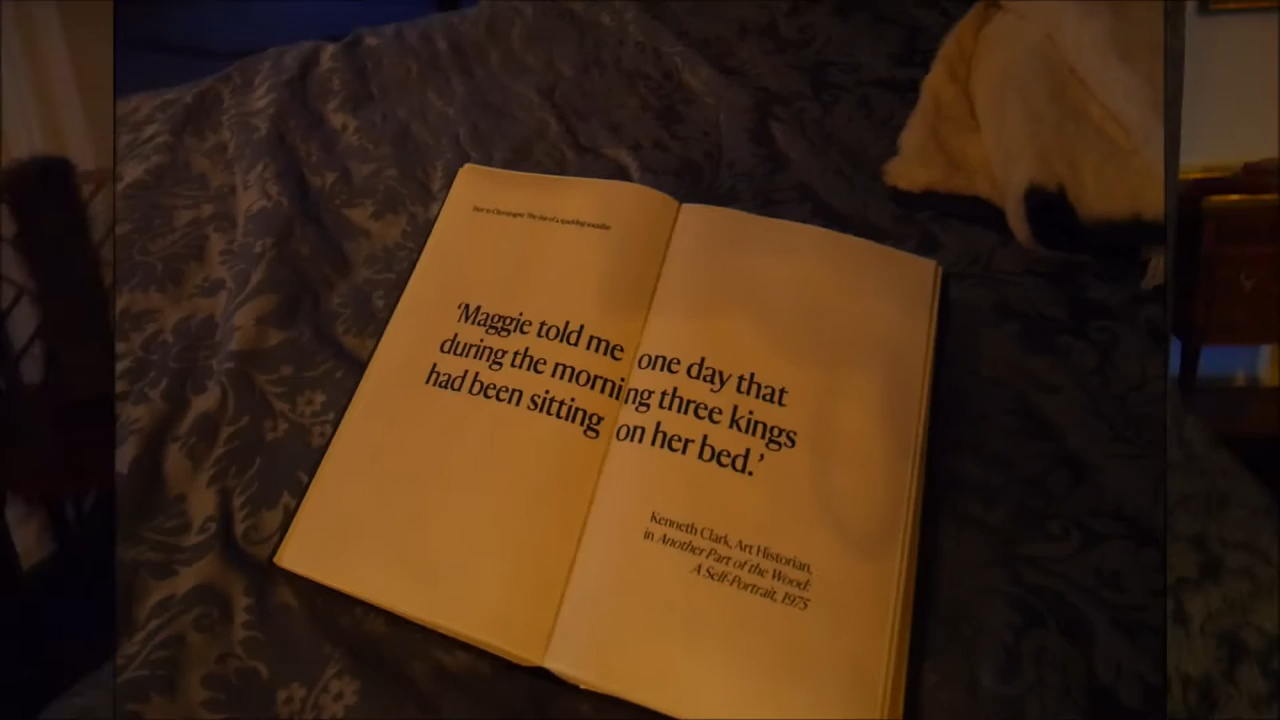 ‘Maggie told me one day that
during the morning three kings
had been sitting on her bed.’
Kenneth Clark, Art Historian,
in Another Part of the Wood:
A Self-Portrait, 1975